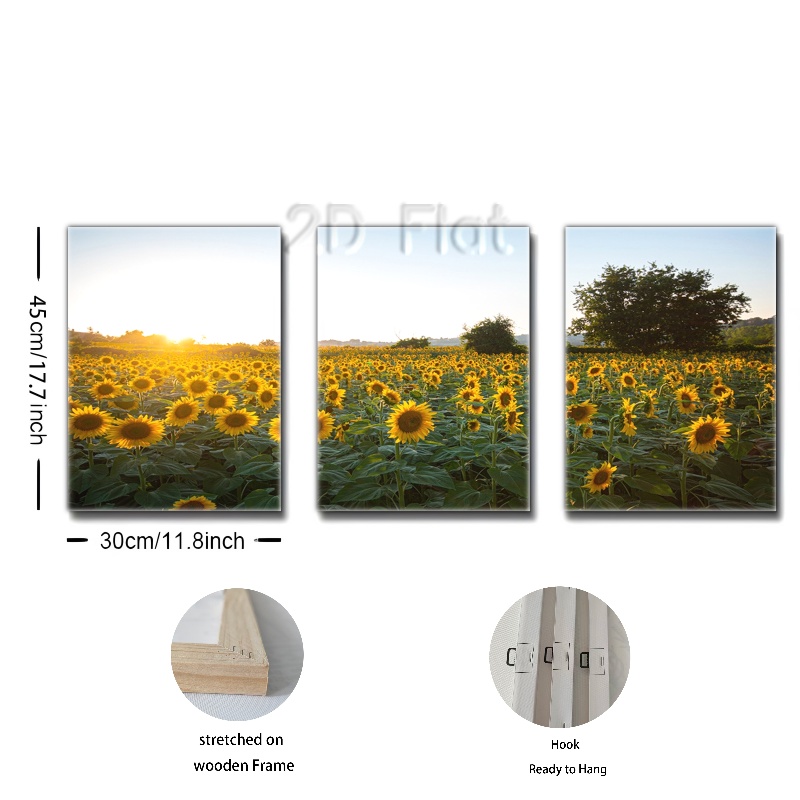 2D Flat
45cm/17.7inch
30cm/11.8inch
stretched on
wooden Frame
Hook
Ready to Hang